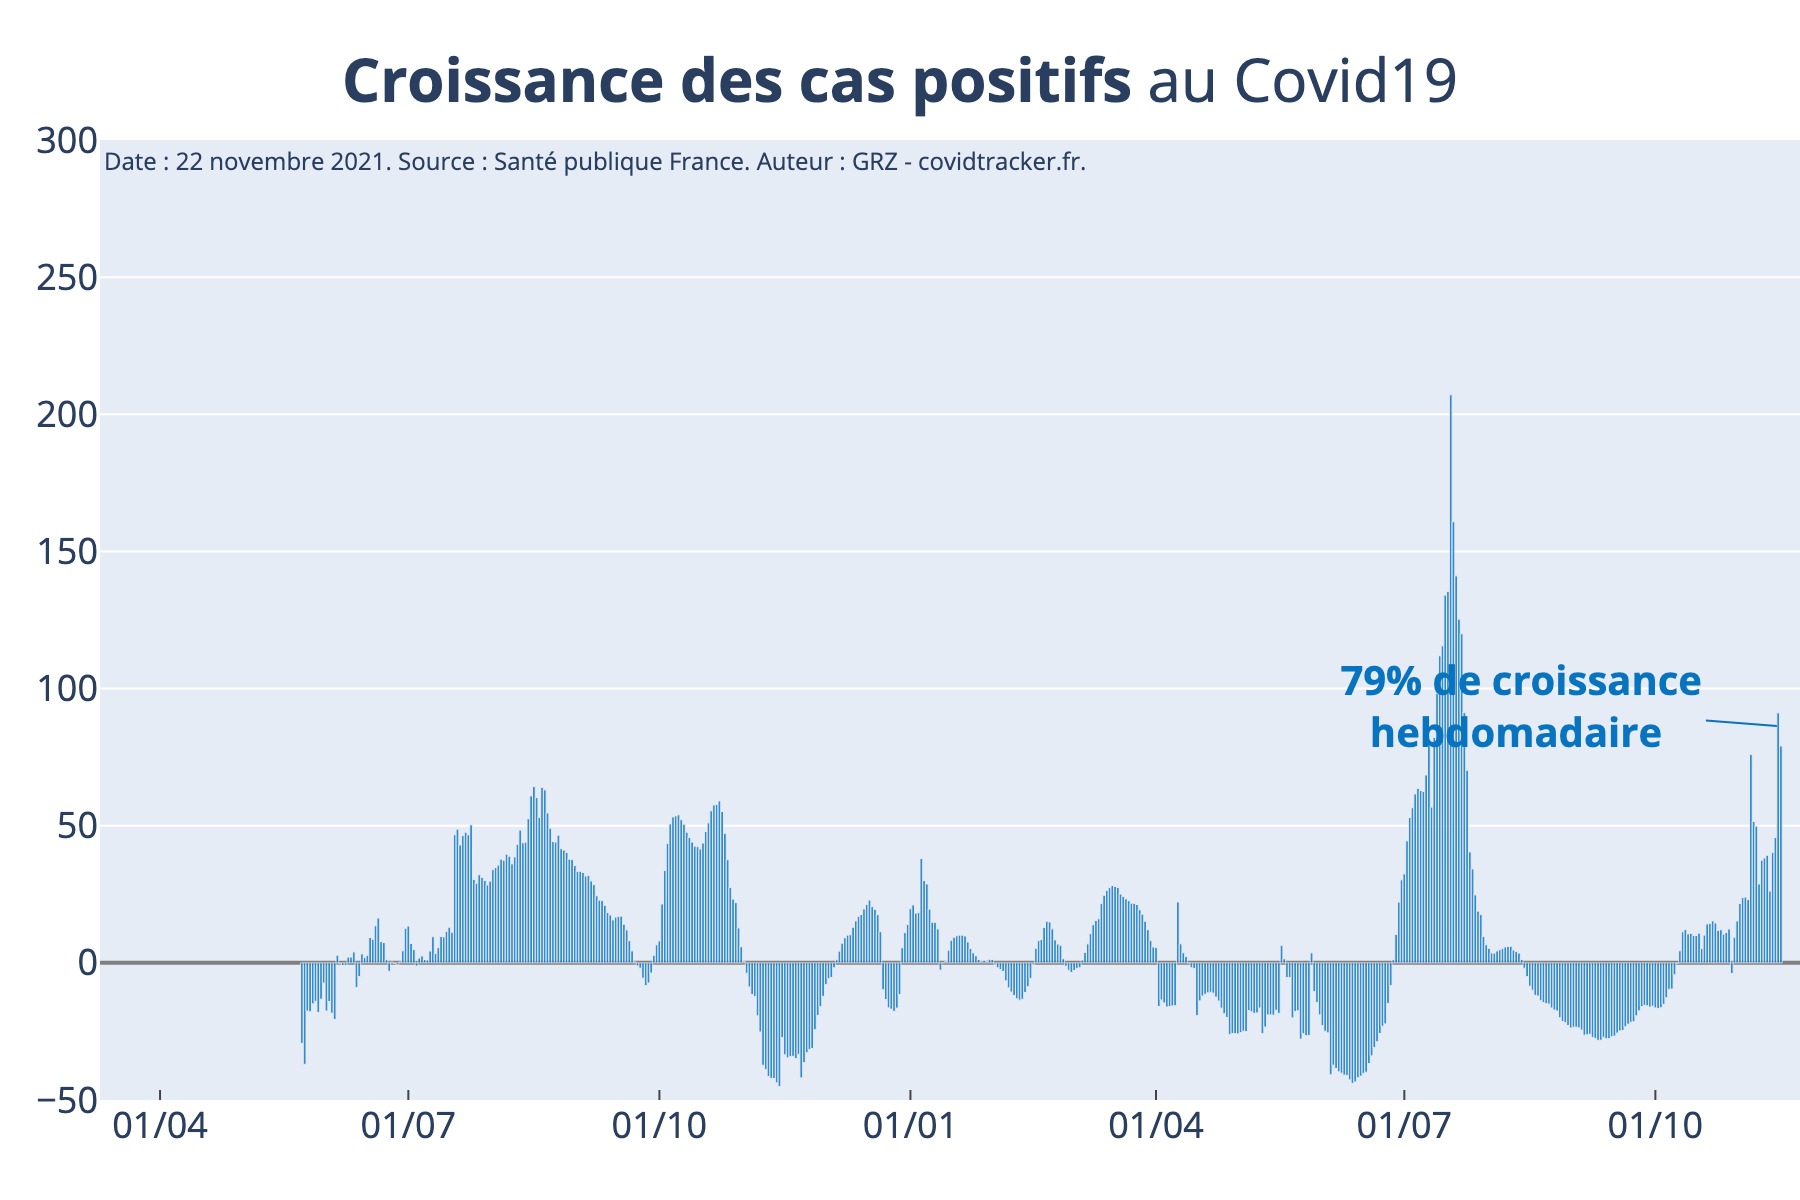 Croissance des cas positifs au Covid19
300
Date : 22 novembre 2021. Source : Santé publique France. Auteur : GRZ - covidtracker.fr.
250
200
150
100
79% de croissance
hebdomadaire
50
0
−50
01/04 01/07 01/10 01/01 01/04 01/07 01/10